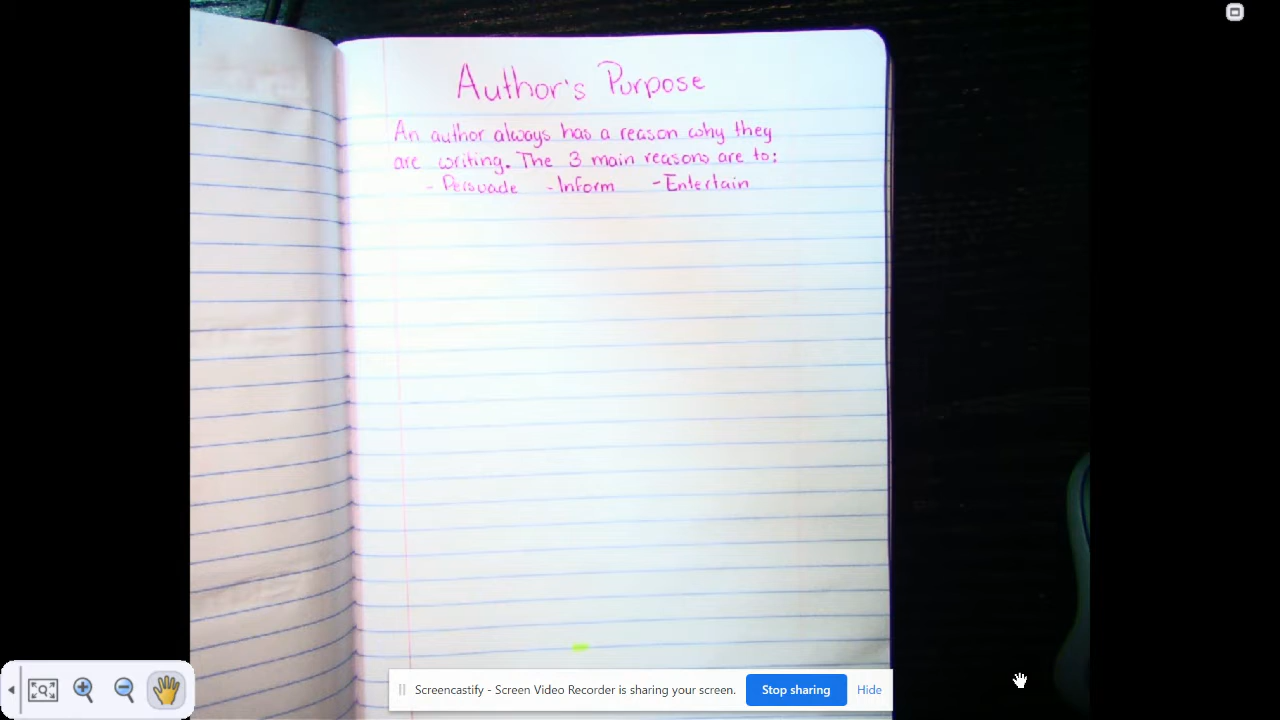 Author's Purpose
An author always has a reason why they
are writing. The 3 main reasons are to:
- Persuade - Inform - Entertain
Screencastify - Screen Video Recorder is sharing your screen. Stop sharing Hide